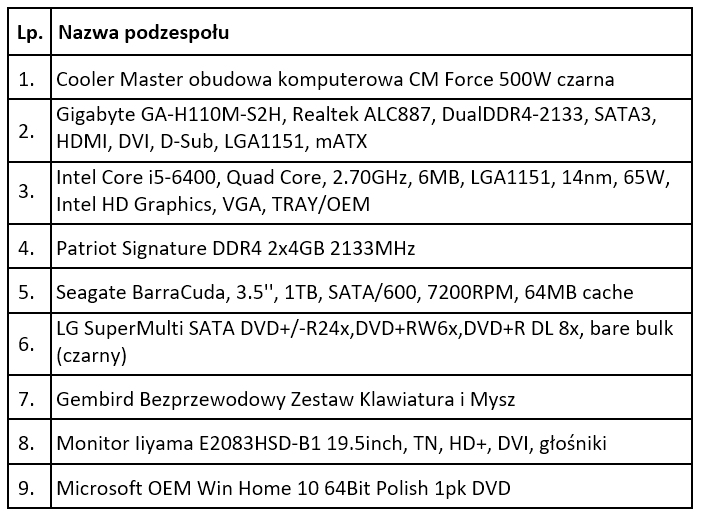 Lp. Nazwa podzespołu
1. Cooler Master obudowa komputerowa CM Force 500W czarna
2. Gigabyte GA-H110M-S2H, Realtek ALC887, DualDDR4-2133, SATA3,
HDMI, DVI, D-Sub, LGA1151, mATX
3. Intel Core i5-6400, Quad Core, 2.70GHz, 6MB, LGA1151, 14nm, 65W,
Intel HD Graphics, VGA, TRAY/OEM
4. Patriot Signature DDR4 2x4GB 2133MHz
5. Seagate BarraCuda, 3.5'', 1TB, SATA/600, 7200RPM, 64MB cache
6. LG SuperMulti SATA DVD+/-R24x,DVD+RW6x,DVD+R DL 8x, bare bulk
(czarny)
7. Gembird Bezprzewodowy Zestaw Klawiatura i Mysz
8. Monitor Iiyama E2083HSD-B1 19.5inch, TN, HD+, DVI, głośniki
9. Microsoft OEM Win Home 10 64Bit Polish 1pk DVD